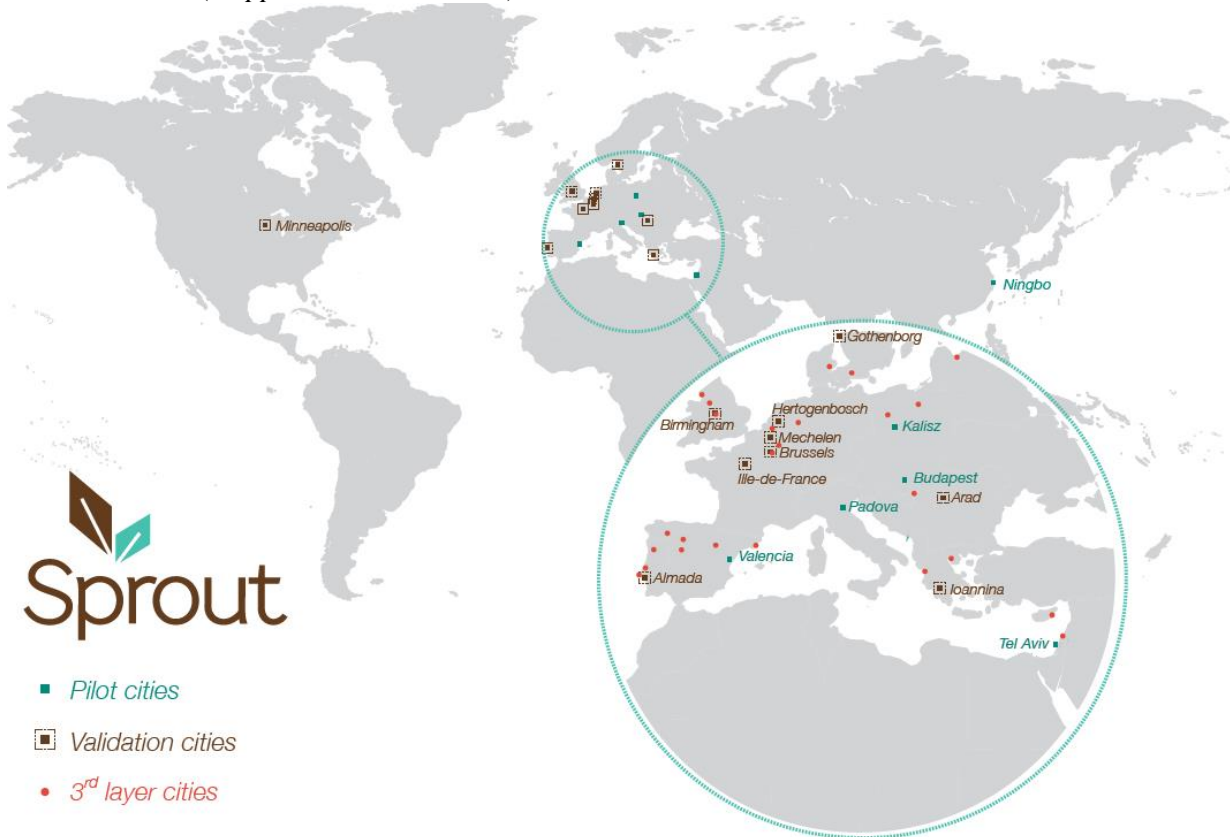 Minneapolis
Ningbo
Gothenborg
Hertogenbosch
Birmingham
Kalisz
Mechelen
Brussels
Ille-de-France
Budapest
Arad
Padova
Valencia
Almada
Ioannina
Tel Aviv
Sprout
Pilot cities
Validation cities
3rd layer cities